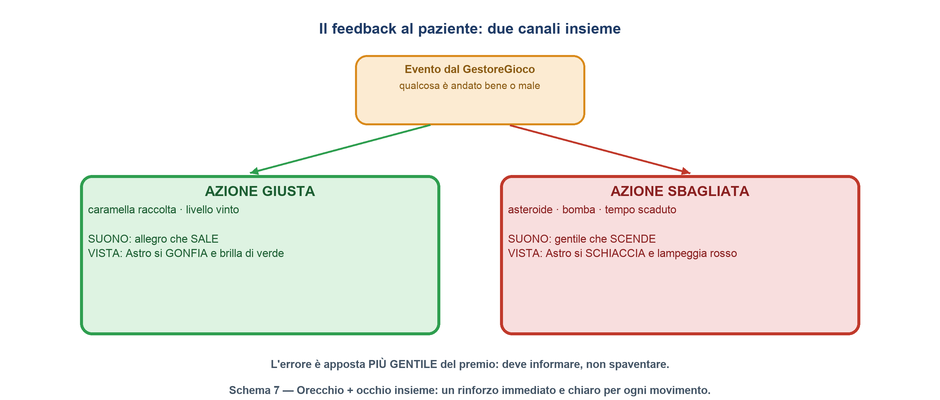 Il feedback al paziente: due canali insieme
Evento dal GestoreGioco
qualcosa è andato bene o male
AZIONE GIUSTA
caramella raccolta · livello vinto
SUONO: allegro che SALE
VISTA: Astro si GONFIA e brilla di verde
AZIONE SBAGLIATA
asteroide · bomba · tempo scaduto
SUONO: gentile che SCENDE
VISTA: Astro si SCHIACCIA e lampeggia rosso
L'errore è apposta PIÙ GENTILE del premio: deve informare, non spaventare.
Schema 7 — Orecchio + occhio insieme: un rinforzo immediato e chiaro per ogni movimento.